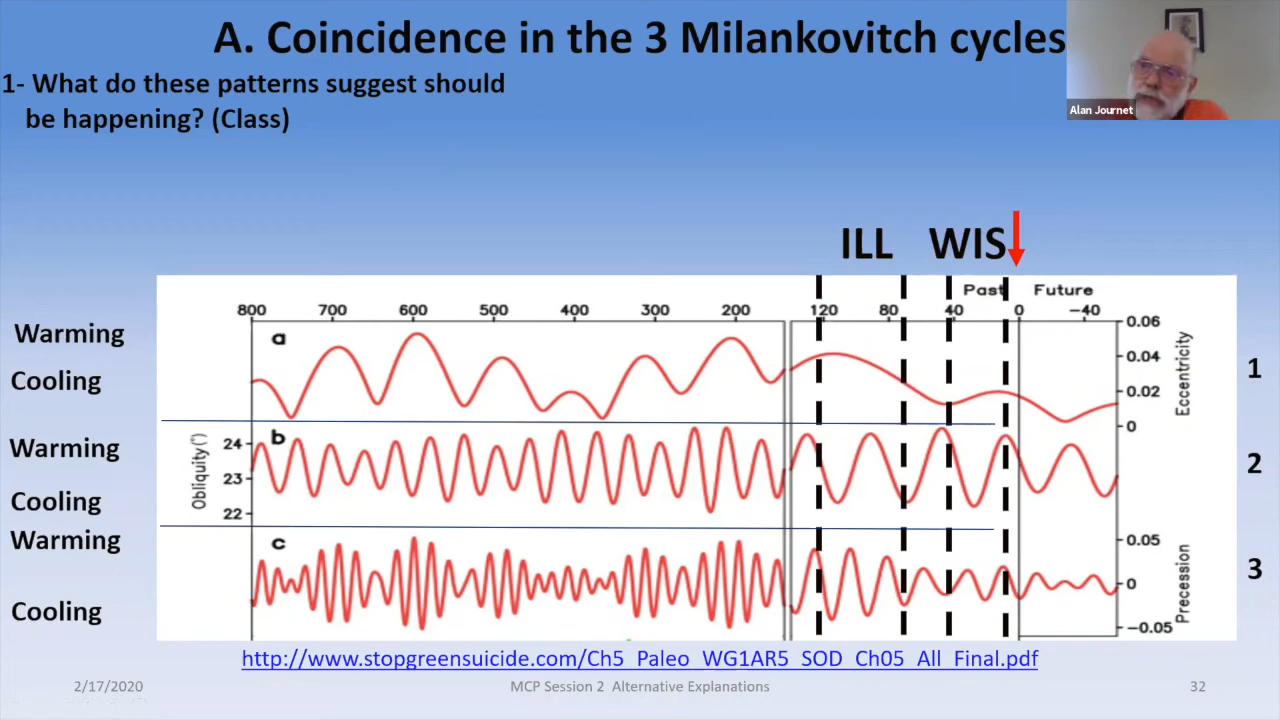 A. Coincidence in the 3 Milankovitch cycles
1- What do these patterns suggest should
be happening? (Class)
Alan Journet
ILL WIS
Past Future
800 700 600 500 400 300 200 120 80 40 0 −40
Warming
Cooling
a
0.06
0.04
0.02
0
Eccentricity
1
Warming
Cooling
b
Obliquity(°)
24
23
22
2
Warming
Cooling
c
0.05
0
−0.05
Precession
3
http://www.stopgreensuicide.com/Ch5_Paleo_WG1AR5_SOD_Ch05_All_Final.pdf
2/17/2020 MCP Session 2 Alternative Explanations 32